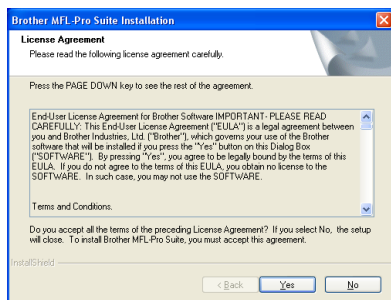 Brother MFL-Pro Suite Installation
License Agreement
Please read the following license agreement carefully.
Press the PAGE DOWN key to see the rest of the agreement.
End-User License Agreement for Brother Software IMPORTANT- PLEASE READ
CAREFULLY: This End-User License Agreement ("EULA") is a legal agreement between
you and Brother Industries, Ltd. ("Brother"), which governs your use of the Brother
software that will be installed if you press the "Yes" button on this Dialog Box
("SOFTWARE"). By pressing "Yes", you agree to be legally bound by the terms of this
EULA. If you do not agree to the terms of this EULA, you obtain no license to the
SOFTWARE. In such case, you may not use the SOFTWARE.
Terms and Conditions.
Do you accept all the terms of the preceding License Agreement? If you select No, the setup
will close. To install Brother MFL-Pro Suite, you must accept this agreement.
InstallShield
< Back
Yes
No